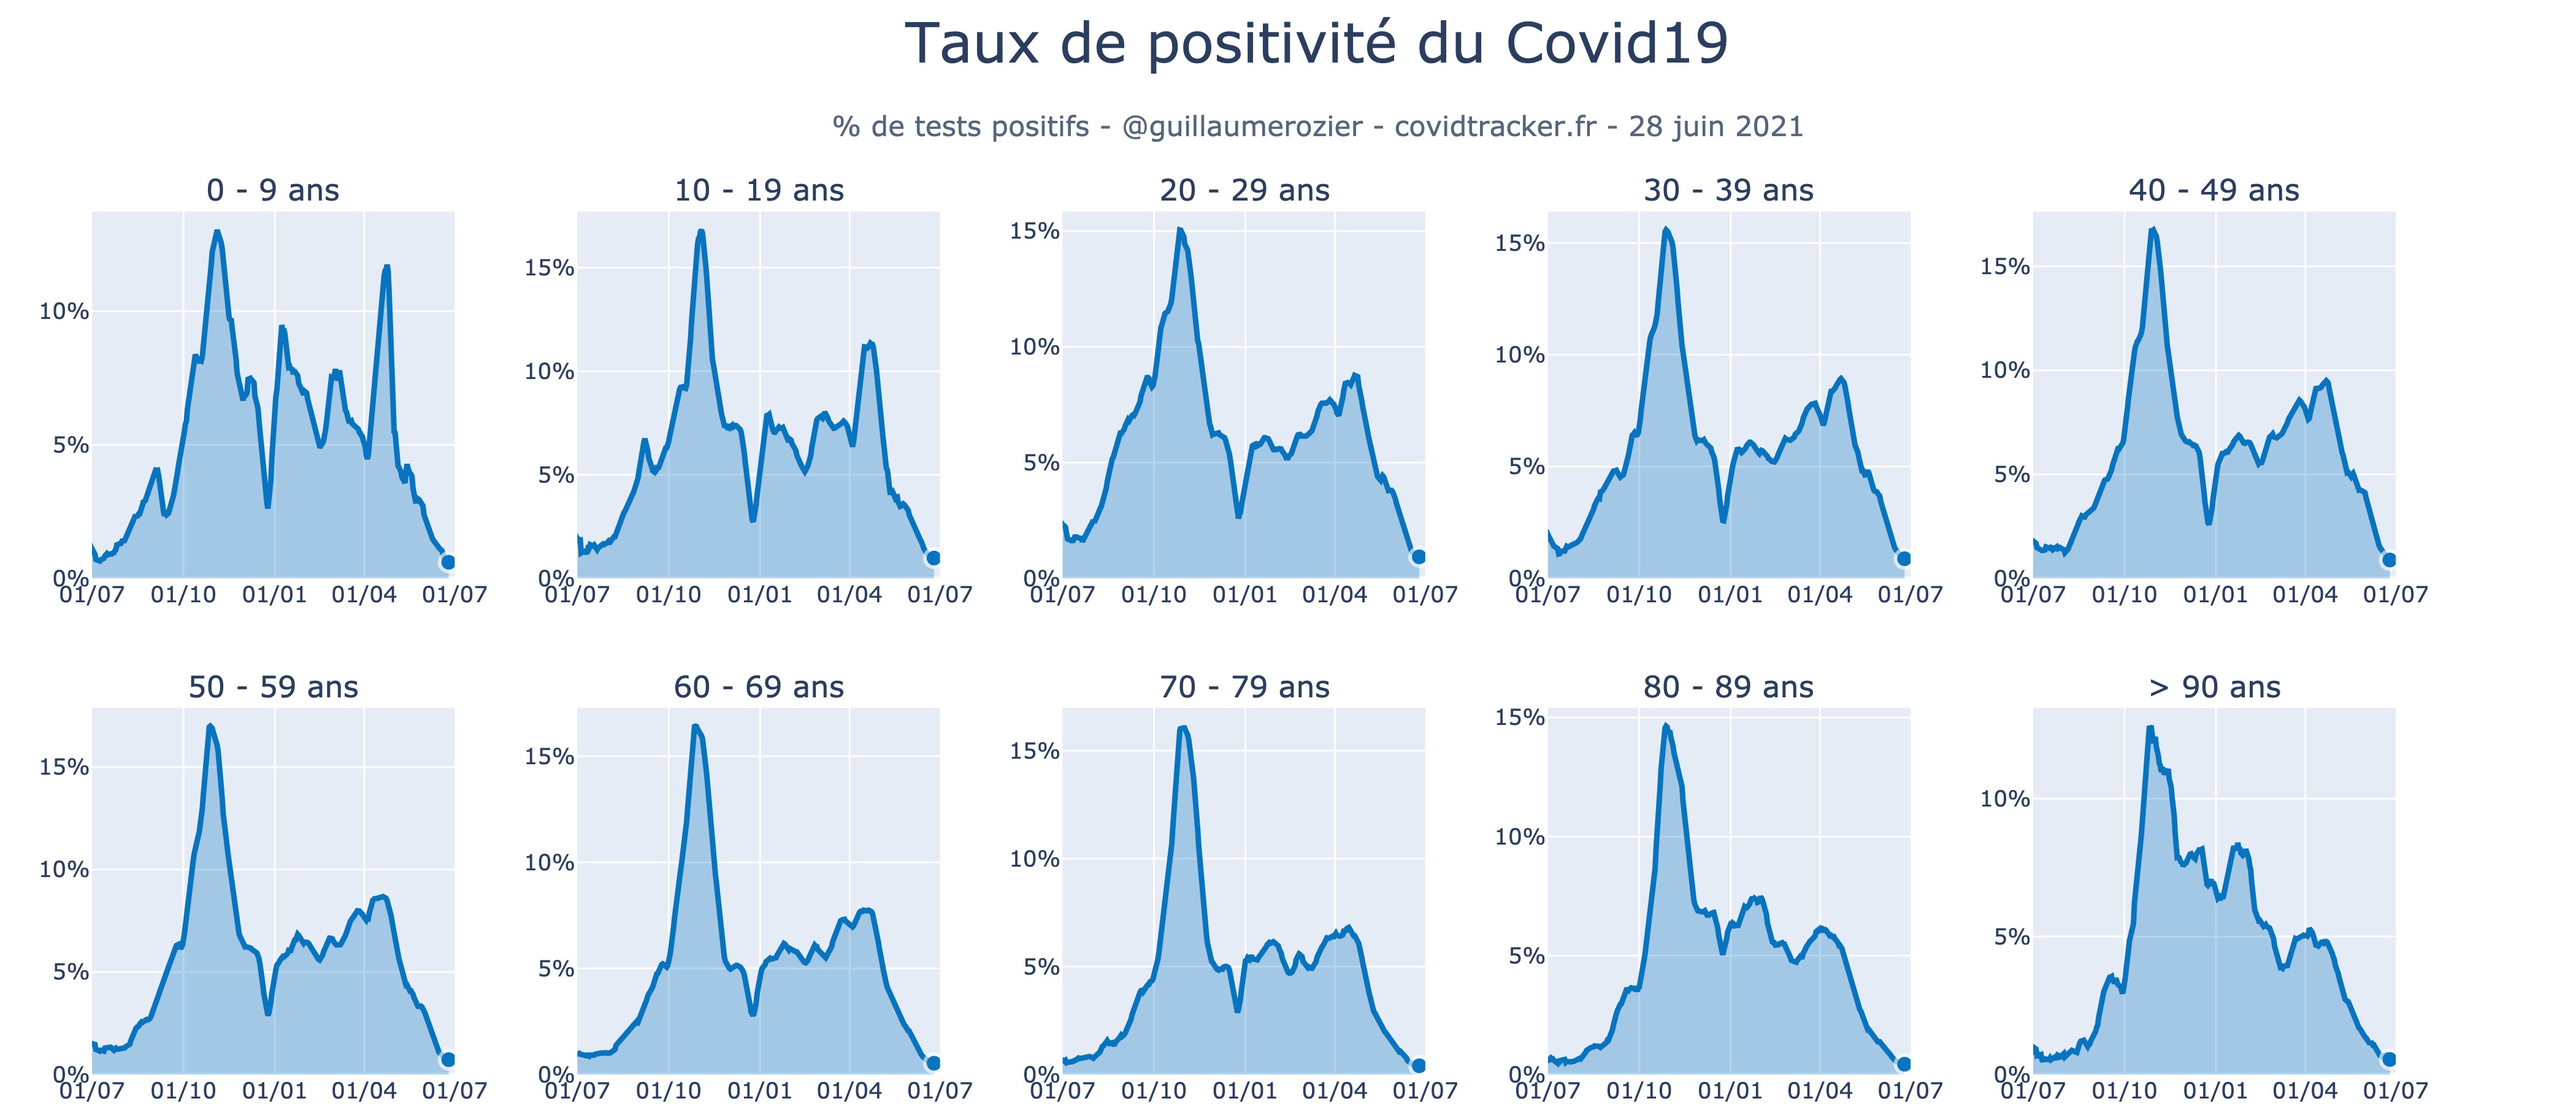 Taux de positivité du Covid19
% de tests positifs - @guillaumerozier - covidtracker.fr - 28 juin 2021
0 - 9 ans
10%
5%
0%
01/07 01/10 01/01 01/04 01/07
10 - 19 ans
15%
10%
5%
0%
01/07 01/10 01/01 01/04 01/07
20 - 29 ans
15%
10%
5%
0%
01/07 01/10 01/01 01/04 01/07
30 - 39 ans
15%
10%
5%
0%
01/07 01/10 01/01 01/04 01/07
40 - 49 ans
15%
10%
5%
0%
01/07 01/10 01/01 01/04 01/07
50 - 59 ans
15%
10%
5%
0%
01/07 01/10 01/01 01/04 01/07
60 - 69 ans
15%
10%
5%
0%
01/07 01/10 01/01 01/04 01/07
70 - 79 ans
15%
10%
5%
0%
01/07 01/10 01/01 01/04 01/07
80 - 89 ans
15%
10%
5%
0%
01/07 01/10 01/01 01/04 01/07
> 90 ans
10%
5%
0%
01/07 01/10 01/01 01/04 01/07